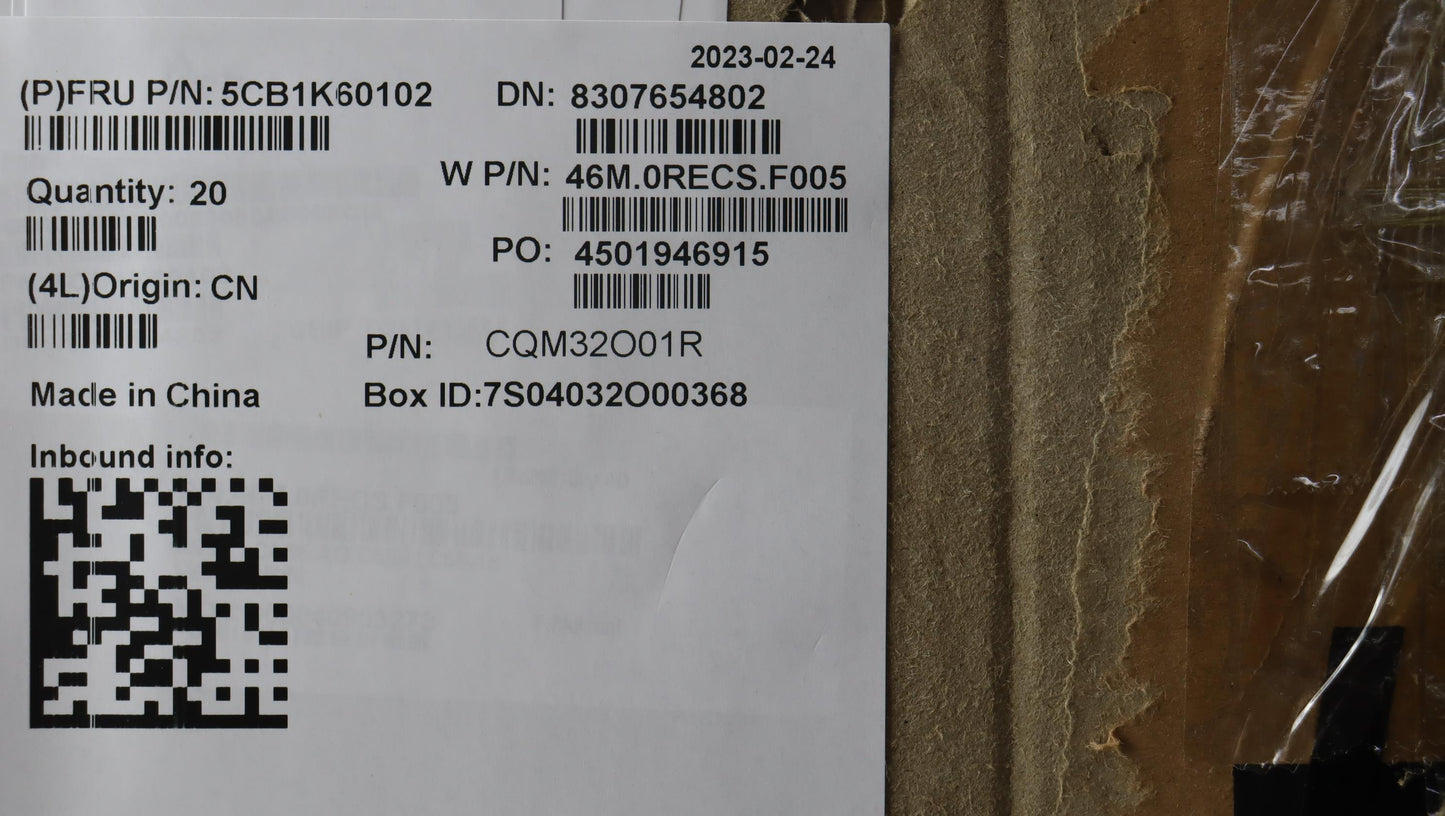 2023-02-24
(P)FRU P/N: 5CB1K60102
DN: 8307654802
W P/N: 46M.0RECS.F005
Quantity: 20
PO: 4501946915
(4L)Origin: CN
P/N: CQM32O01R
Made in China
Box ID:7S04032O00368
Inbound info: